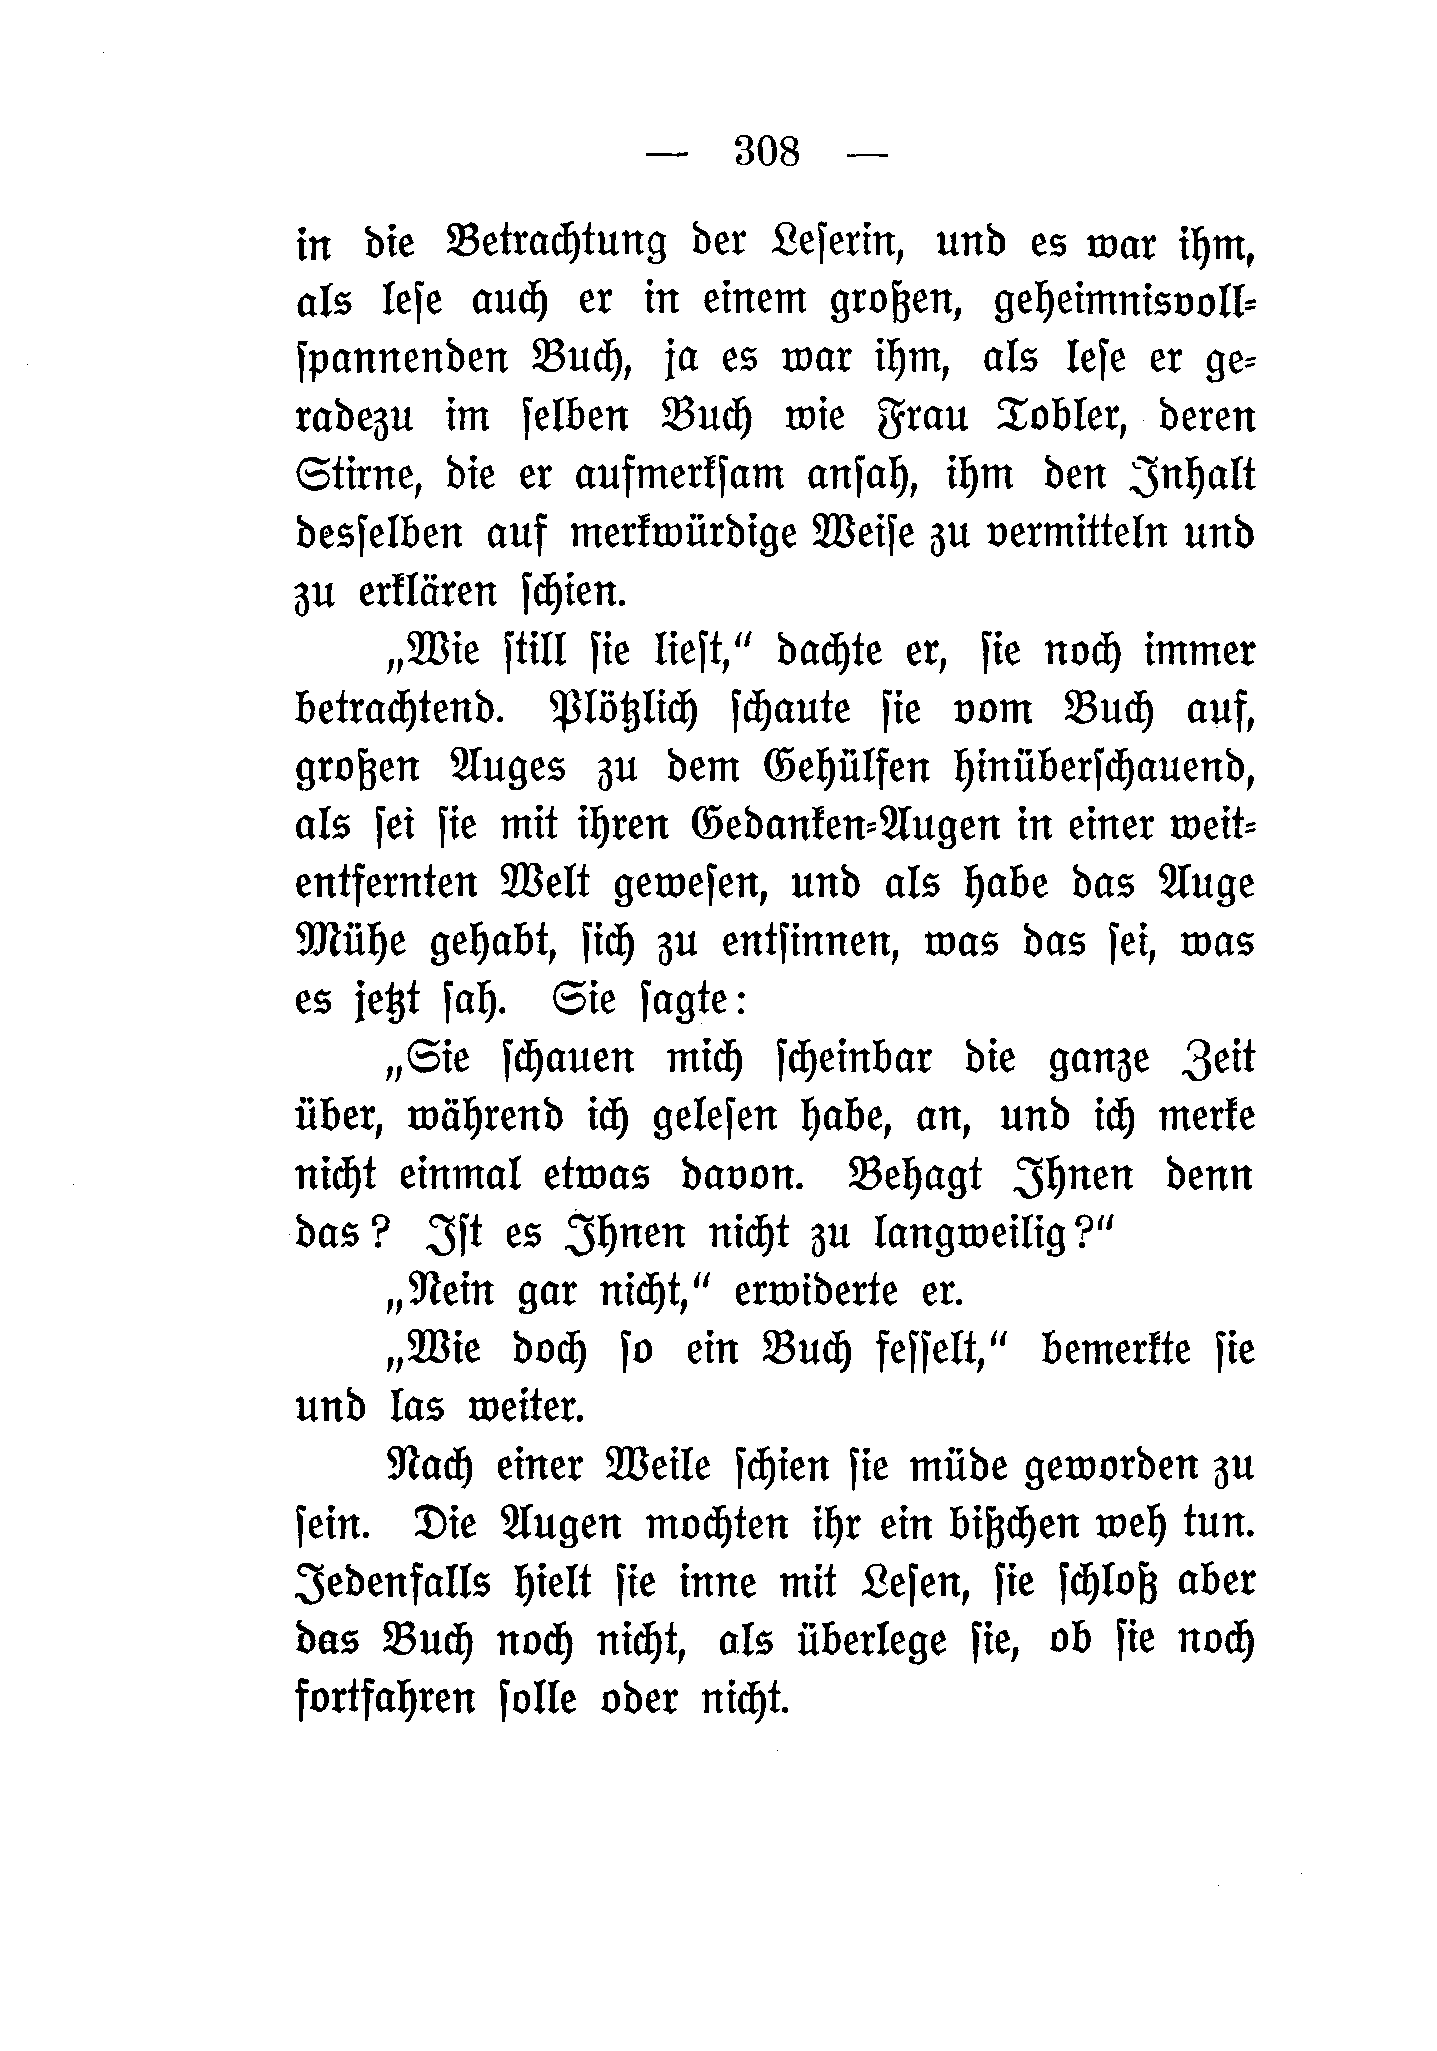 — 308 —
in die Betrachtung der Leserin, und es war ihm,
als lese auch er in einem großen, geheimnisvoll-
spannenden Buch, ja es war ihm, als lese er ge-
radezu im selben Buch wie Frau Tobler, deren
Stirne, die er aufmerksam ansah, ihm den Inhalt
desselben auf merkwürdige Weise zu vermitteln und
zu erklären schien.
„Wie still sie liest,“ dachte er, sie noch immer
betrachtend. Plötzlich schaute sie vom Buch auf,
großen Auges zu dem Gehülfen hinüberschauend,
als sei sie mit ihren Gedanken-Augen in einer weit-
entfernten Welt gewesen, und als habe das Auge
Mühe gehabt, sich zu entsinnen, was das sei, was
es jetzt sah. Sie sagte:
„Sie schauen mich scheinbar die ganze Zeit
über, während ich gelesen habe, an, und ich merke
nicht einmal etwas davon. Behagt Ihnen denn
das? Ist es Ihnen nicht zu langweilig?“
„Nein gar nicht,“ erwiderte er.
„Wie doch so ein Buch fesselt,“ bemerkte sie
und las weiter.
Nach einer Weile schien sie müde geworden zu
sein. Die Augen mochten ihr ein bißchen weh tun.
Jedenfalls hielt sie inne mit Lesen, sie schloß aber
das Buch noch nicht, als überlege sie, ob sie noch
fortfahren solle oder nicht.